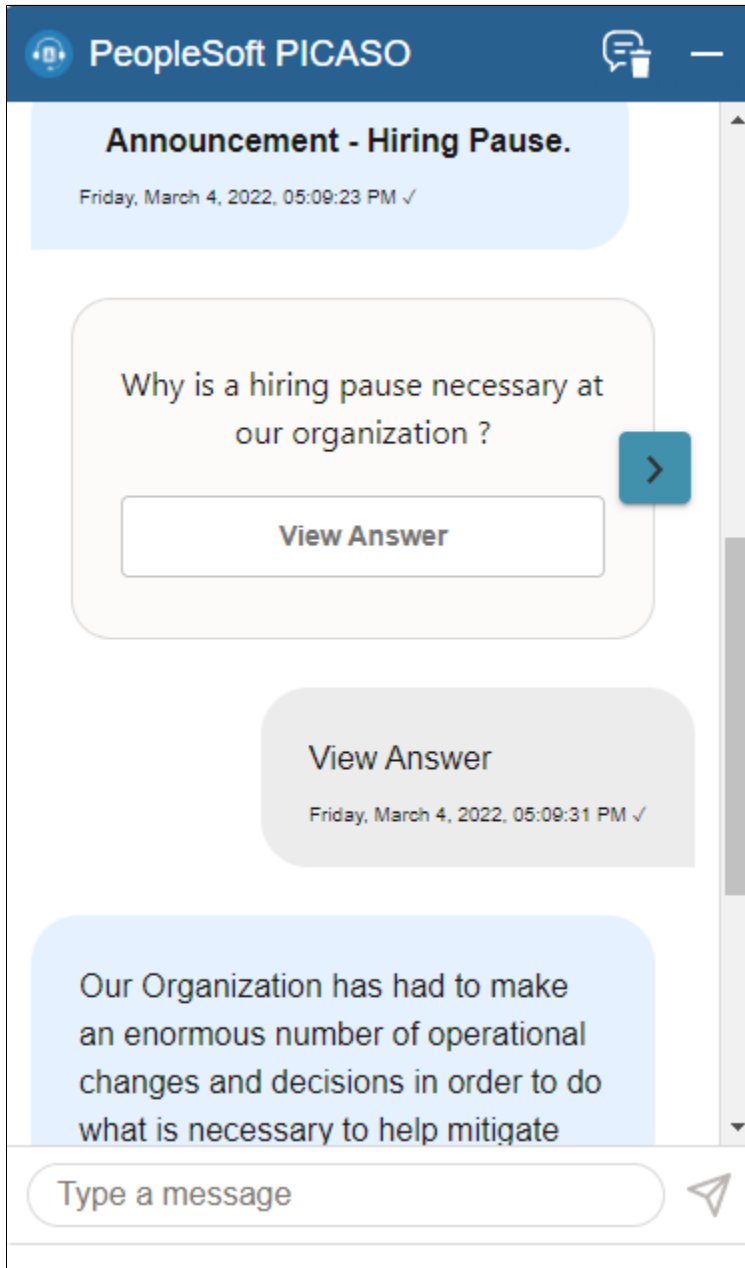 PeopleSoft PICASO
Announcement - Hiring Pause.
Friday, March 4, 2022, 05:09:23 PM ✓
Why is a hiring pause necessary at
our organization ?
View Answer
View Answer
Friday, March 4, 2022, 05:09:31 PM ✓
Our Organization has had to make
an enormous number of operational
changes and decisions in order to do
what is necessary to help mitigate
Type a message